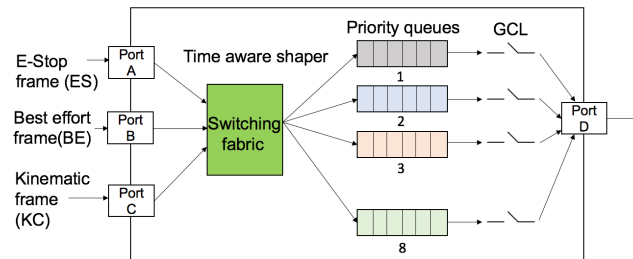 Priority queues
GCL
Time aware shaper
E-Stop
frame (ES)
Port
A
1
Best effort
frame(BE)
Port
B
Switching
fabric
2
Port
D
3
Kinematic
frame
(KC)
Port
C
8